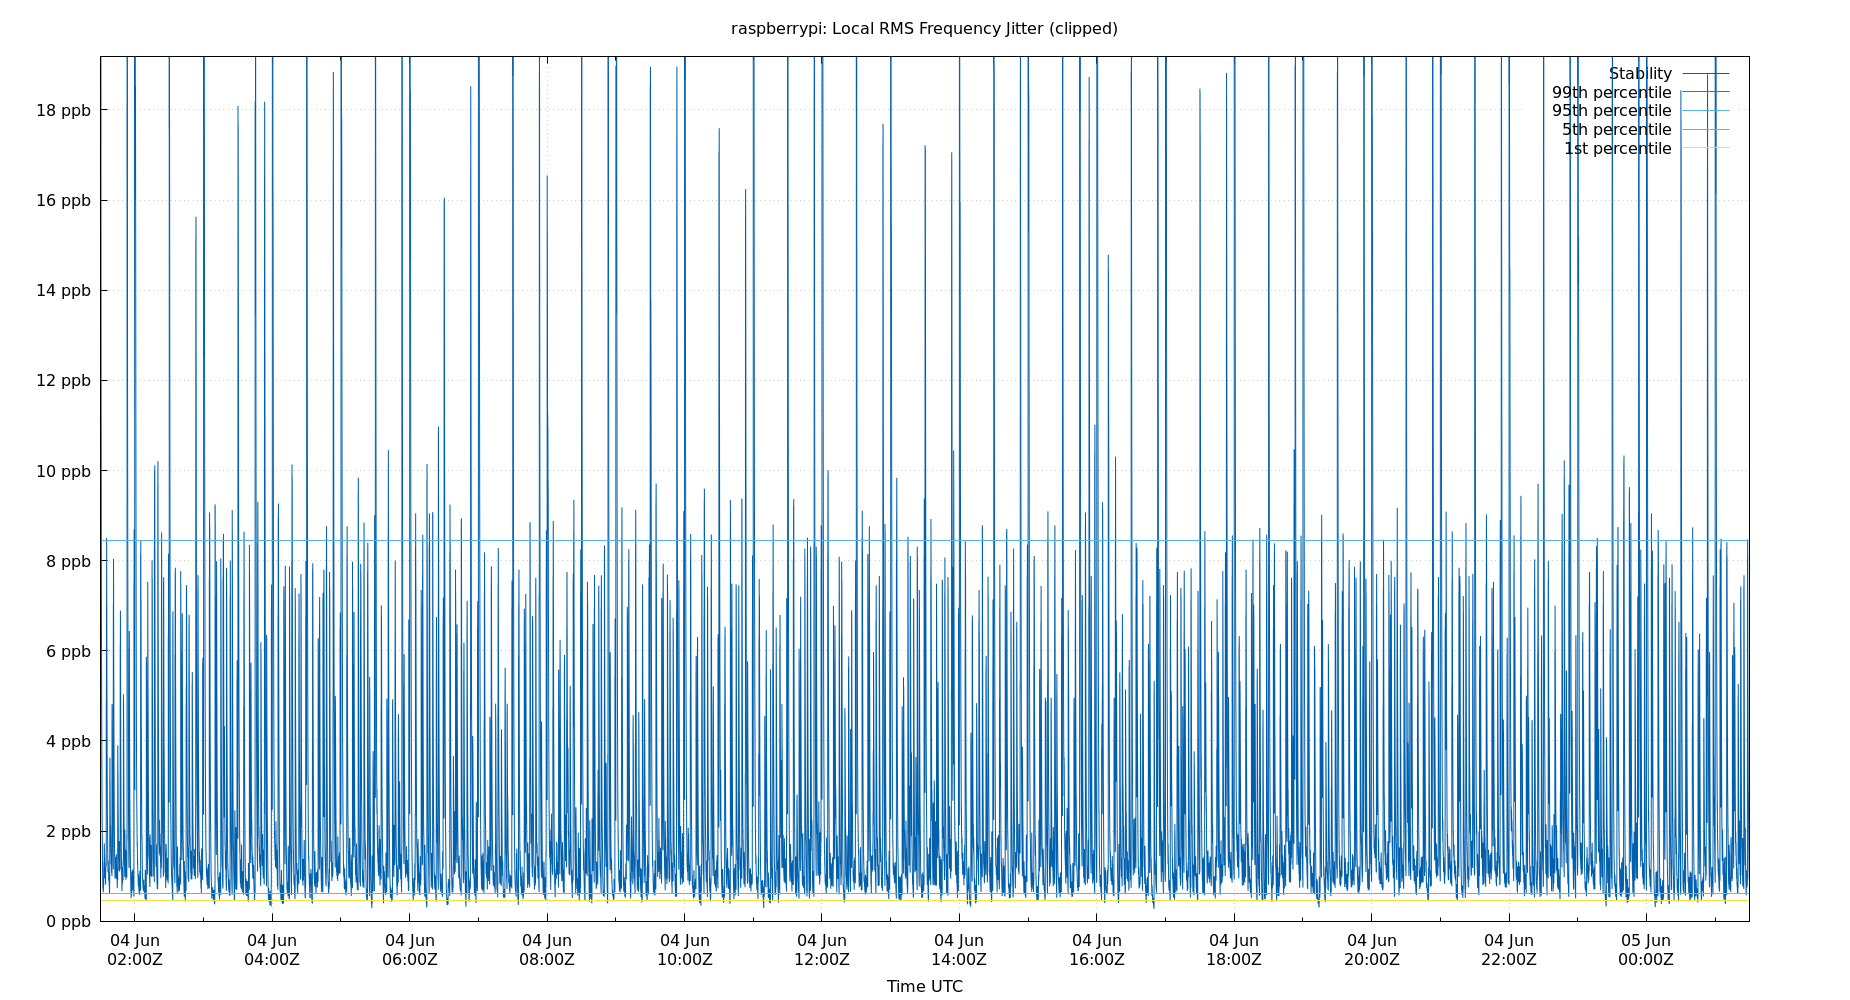 raspberrypi: Local RMS Frequency Jitter (clipped)
Stability
99th percentile
95th percentile
5th percentile
1st percentile
18 ppb
16 ppb
14 ppb
12 ppb
10 ppb
8 ppb
6 ppb
4 ppb
2 ppb
0 ppb
04 Jun 04 Jun 04 Jun 04 Jun 04 Jun 04 Jun 04 Jun 04 Jun 04 Jun 04 Jun 04 Jun 05 Jun
02:00Z 04:00Z 06:00Z 08:00Z 10:00Z 12:00Z 14:00Z 16:00Z 18:00Z 20:00Z 22:00Z 00:00Z
Time UTC